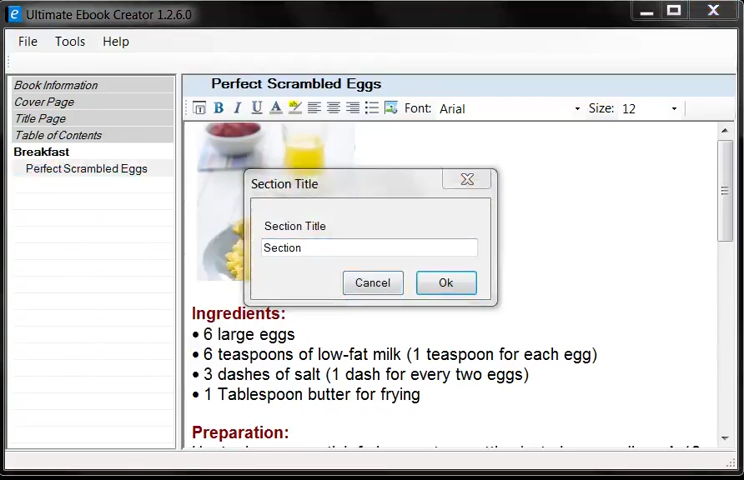 Ultimate Ebook Creator 1.2.6.0
File Tools Help
Book Information
Cover Page
Title Page
Table of Contents
Breakfast
Perfect Scrambled Eggs
Perfect Scrambled Eggs
B I U A Font: Arial Size: 12
Section Title
Section Title
Section
Cancel Ok
Ingredients:
• 6 large eggs
• 6 teaspoons of low-fat milk (1 teaspoon for each egg)
• 3 dashes of salt (1 dash for every two eggs)
• 1 Tablespoon butter for frying
Preparation: